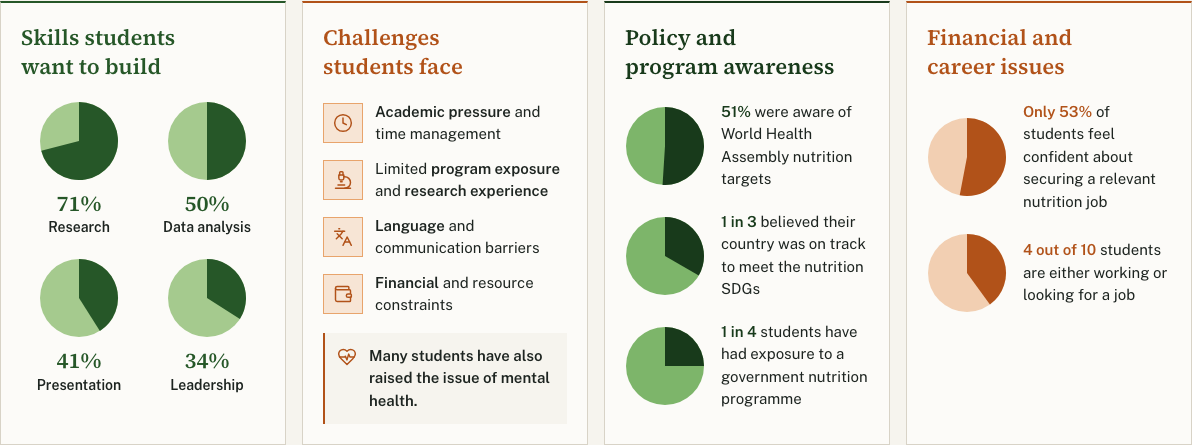 Skills students
want to build
71%
Research
50%
Data analysis
41%
Presentation
34%
Leadership
Challenges
students face
Academic pressure and
time management
Limited program exposure
and research experience
Language and
communication barriers
Financial and resource
constraints
Many students have also
raised the issue of mental
health.
Policy and
program awareness
51% were aware of
World Health
Assembly nutrition
targets
1 in 3 believed their
country was on track
to meet the nutrition
SDGs
1 in 4 students have
had exposure to a
government nutrition
programme
Financial and
career issues
Only 53% of
students feel
confident about
securing a relevant
nutrition job
4 out of 10 students
are either working or
looking for a job